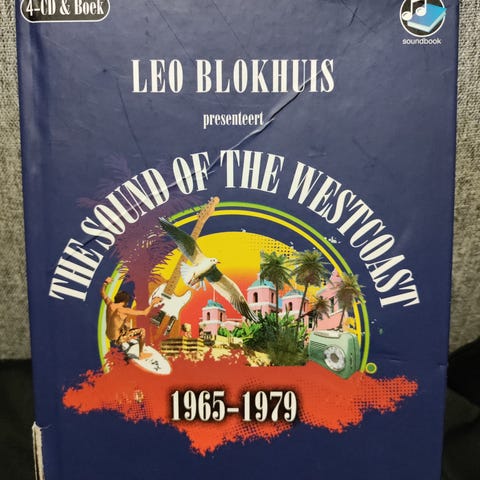 4-CD & Boek
soundbook
LEO BLOKHUIS
presenteert
THE SOUND OF THE WESTCOAST
1965-1979